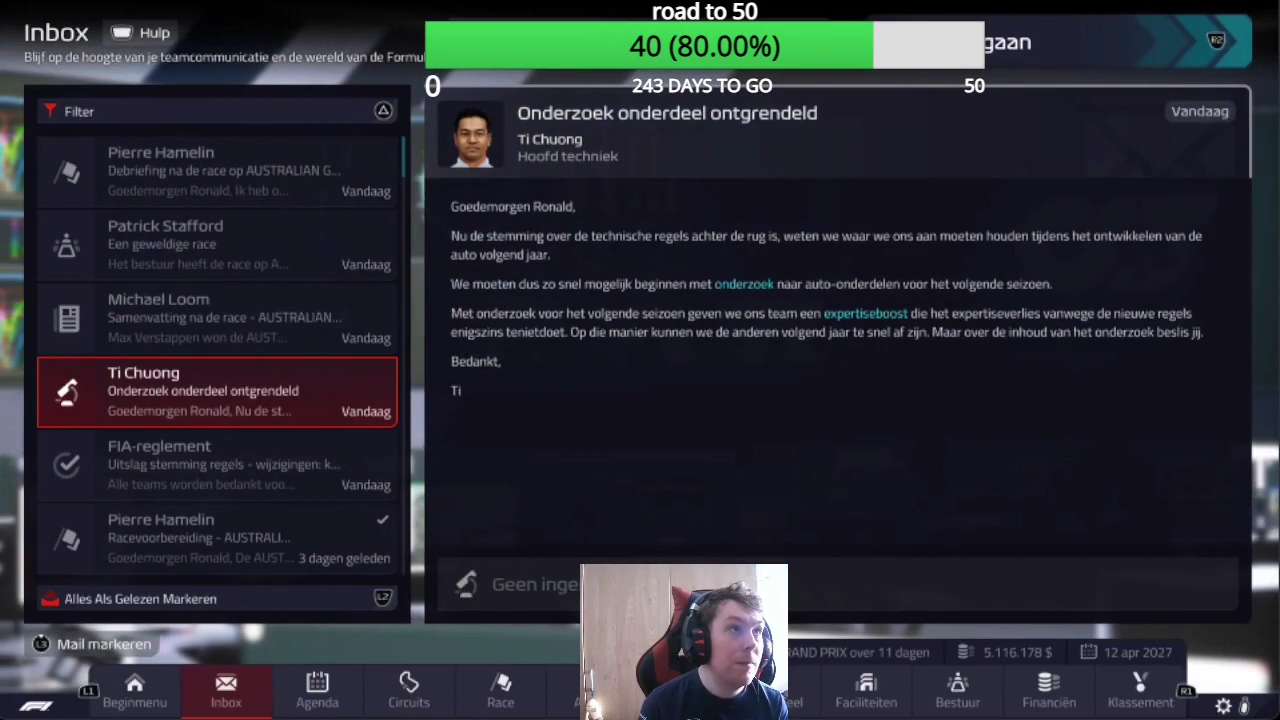 Inbox
Hulp
Blijf op de hoogte van je teamcommunicatie en de wereld van de Formu
road to 50
40 (80.00%)
0
243 DAYS TO GO
50
gaan
R2
Filter
Pierre Hamelin
Debriefing na de race op AUSTRALIAN G...
Goedemorgen Ronald, Ik heb o...
Vandaag
Patrick Stafford
Een geweldige race
Het bestuur heeft de race op A...
Vandaag
Michael Loom
Samenvatting na de race - AUSTRALIAN...
Max Verstappen won de AUST...
Vandaag
Ti Chuong
Onderzoek onderdeel ontgrendeld
Goedemorgen Ronald, Nu de st...
Vandaag
FIA-reglement
Uitslag stemming regels - wijzigingen: k...
Alle teams worden bedankt voo...
Vandaag
Pierre Hamelin
Racevoorbereiding - AUSTRALI...
Goedemorgen Ronald, De AUST...
3 dagen geleden
Alles Als Gelezen Markeren
L2
L3
Mail markeren
Onderzoek onderdeel ontgrendeld
Vandaag
Ti Chuong
Hoofd techniek
Goedemorgen Ronald,
Nu de stemming over de technische regels achter de rug is, weten we waar we ons aan moeten houden tijdens het ontwikkelen van de
auto volgend jaar.
We moeten dus zo snel mogelijk beginnen met onderzoek naar auto-onderdelen voor het volgende seizoen.
Met onderzoek voor het volgende seizoen geven we ons team een expertiseboost die het expertiseverlies vanwege de nieuwe regels
enigszins tenietdoet. Op die manier kunnen we de anderen volgend jaar te snel af zijn. Maar over de inhoud van het onderzoek beslis jij.
Bedankt,
Ti
Geen inge
RAND PRIX over 11 dagen
5.116.178 $
12 apr 2027
L1
Beginmenu
Inbox
Agenda
Circuits
Race
eel
Faciliteiten
Bestuur
Financiën
Klassement
R1